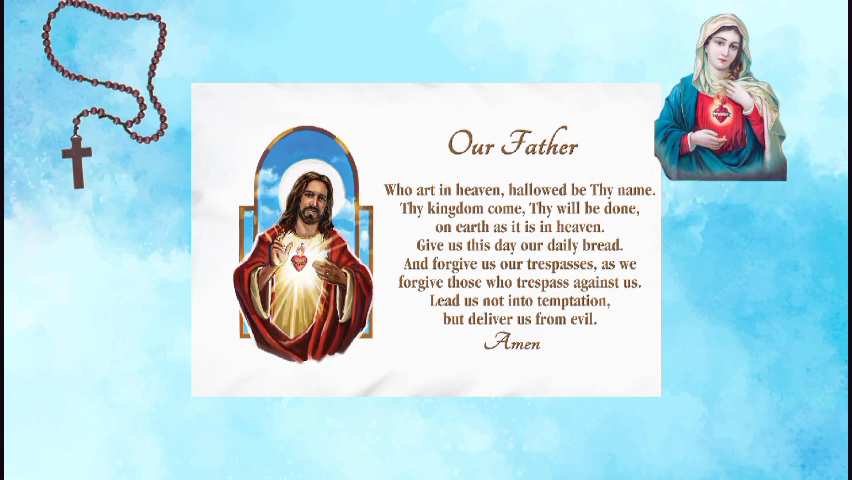 Our Father
Who art in heaven, hallowed be Thy name.
Thy kingdom come, Thy will be done,
on earth as it is in heaven.
Give us this day our daily bread.
And forgive us our trespasses, as we
forgive those who trespass against us.
Lead us not into temptation,
but deliver us from evil.
Amen